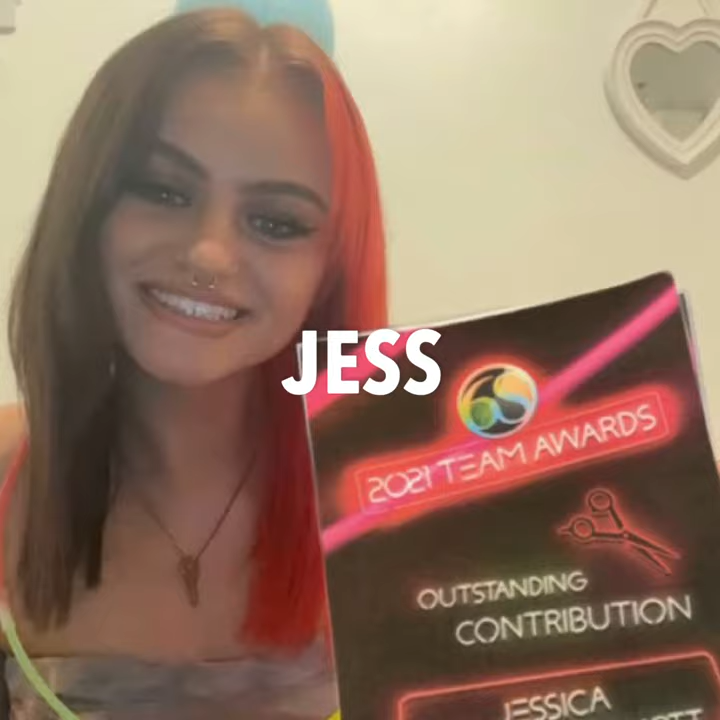 JESS
2021 TEAM AWARDS
OUTSTANDING
CONTRIBUTION
JESSICA